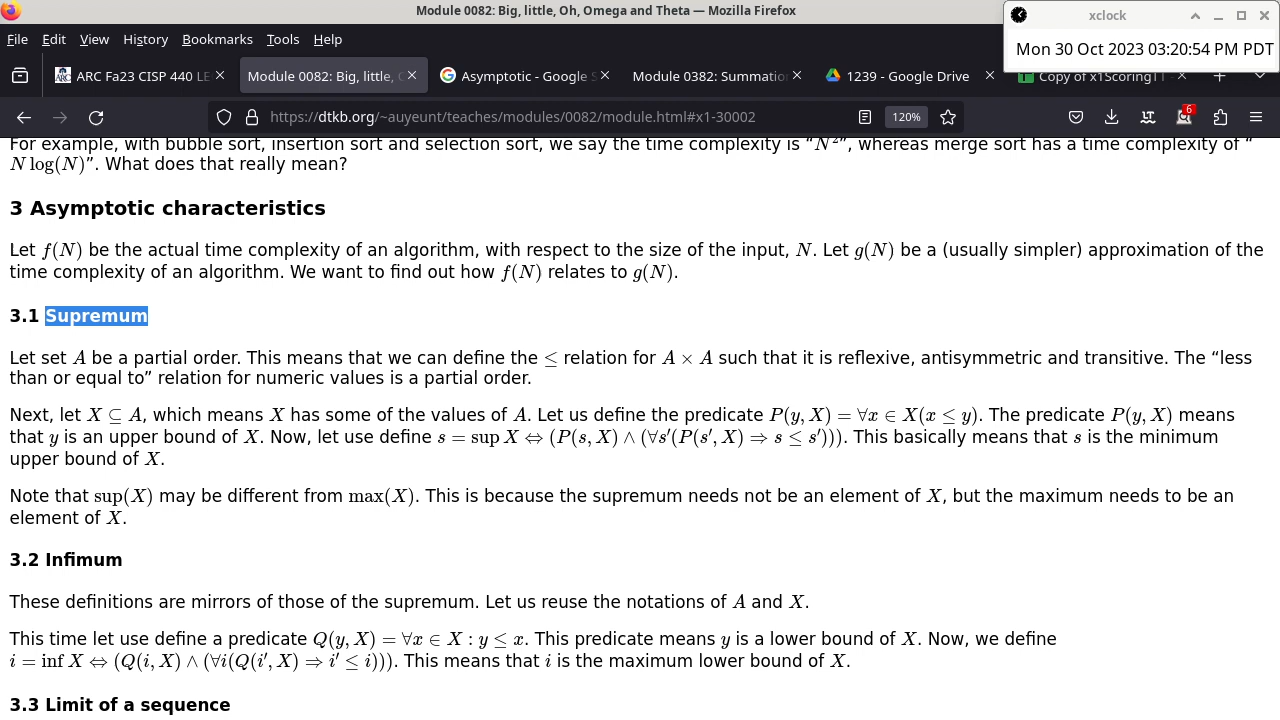 Module 0082: Big, little, Oh, Omega and Theta — Mozilla Firefox
xclock
Mon 30 Oct 2023 03:20:54 PM PDT
File Edit View History Bookmarks Tools Help
ARC Fa23 CISP 440 LE
Module 0082: Big, little, O
Asymptotic - Google S
Module 0382: Summatio
1239 - Google Drive
Copy of x1Scoring11 -
https://dtkb.org/~auyeunt/teaches/modules/0082/module.html#x1-30002
120%
6
For example, with bubble sort, insertion sort and selection sort, we say the time complexity is “N²”, whereas merge sort has a time complexity of “
N log(N)”. What does that really mean?
3 Asymptotic characteristics
Let f(N) be the actual time complexity of an algorithm, with respect to the size of the input, N. Let g(N) be a (usually simpler) approximation of the
time complexity of an algorithm. We want to find out how f(N) relates to g(N).
3.1 Supremum
Let set A be a partial order. This means that we can define the ≤ relation for A × A such that it is reflexive, antisymmetric and transitive. The “less
than or equal to” relation for numeric values is a partial order.
Next, let X ⊆ A, which means X has some of the values of A. Let us define the predicate P(y, X) = ∀x ∈ X(x ≤ y). The predicate P(y, X) means
that y is an upper bound of X. Now, let use define s = sup X ⇔ (P(s, X) ∧ (∀s′(P(s′, X) ⇒ s ≤ s′))). This basically means that s is the minimum
upper bound of X.
Note that sup(X) may be different from max(X). This is because the supremum needs not be an element of X, but the maximum needs to be an
element of X.
3.2 Infimum
These definitions are mirrors of those of the supremum. Let us reuse the notations of A and X.
This time let use define a predicate Q(y, X) = ∀x ∈ X : y ≤ x. This predicate means y is a lower bound of X. Now, we define
i = inf X ⇔ (Q(i, X) ∧ (∀i(Q(i′, X) ⇒ i′ ≤ i))). This means that i is the maximum lower bound of X.
3.3 Limit of a sequence